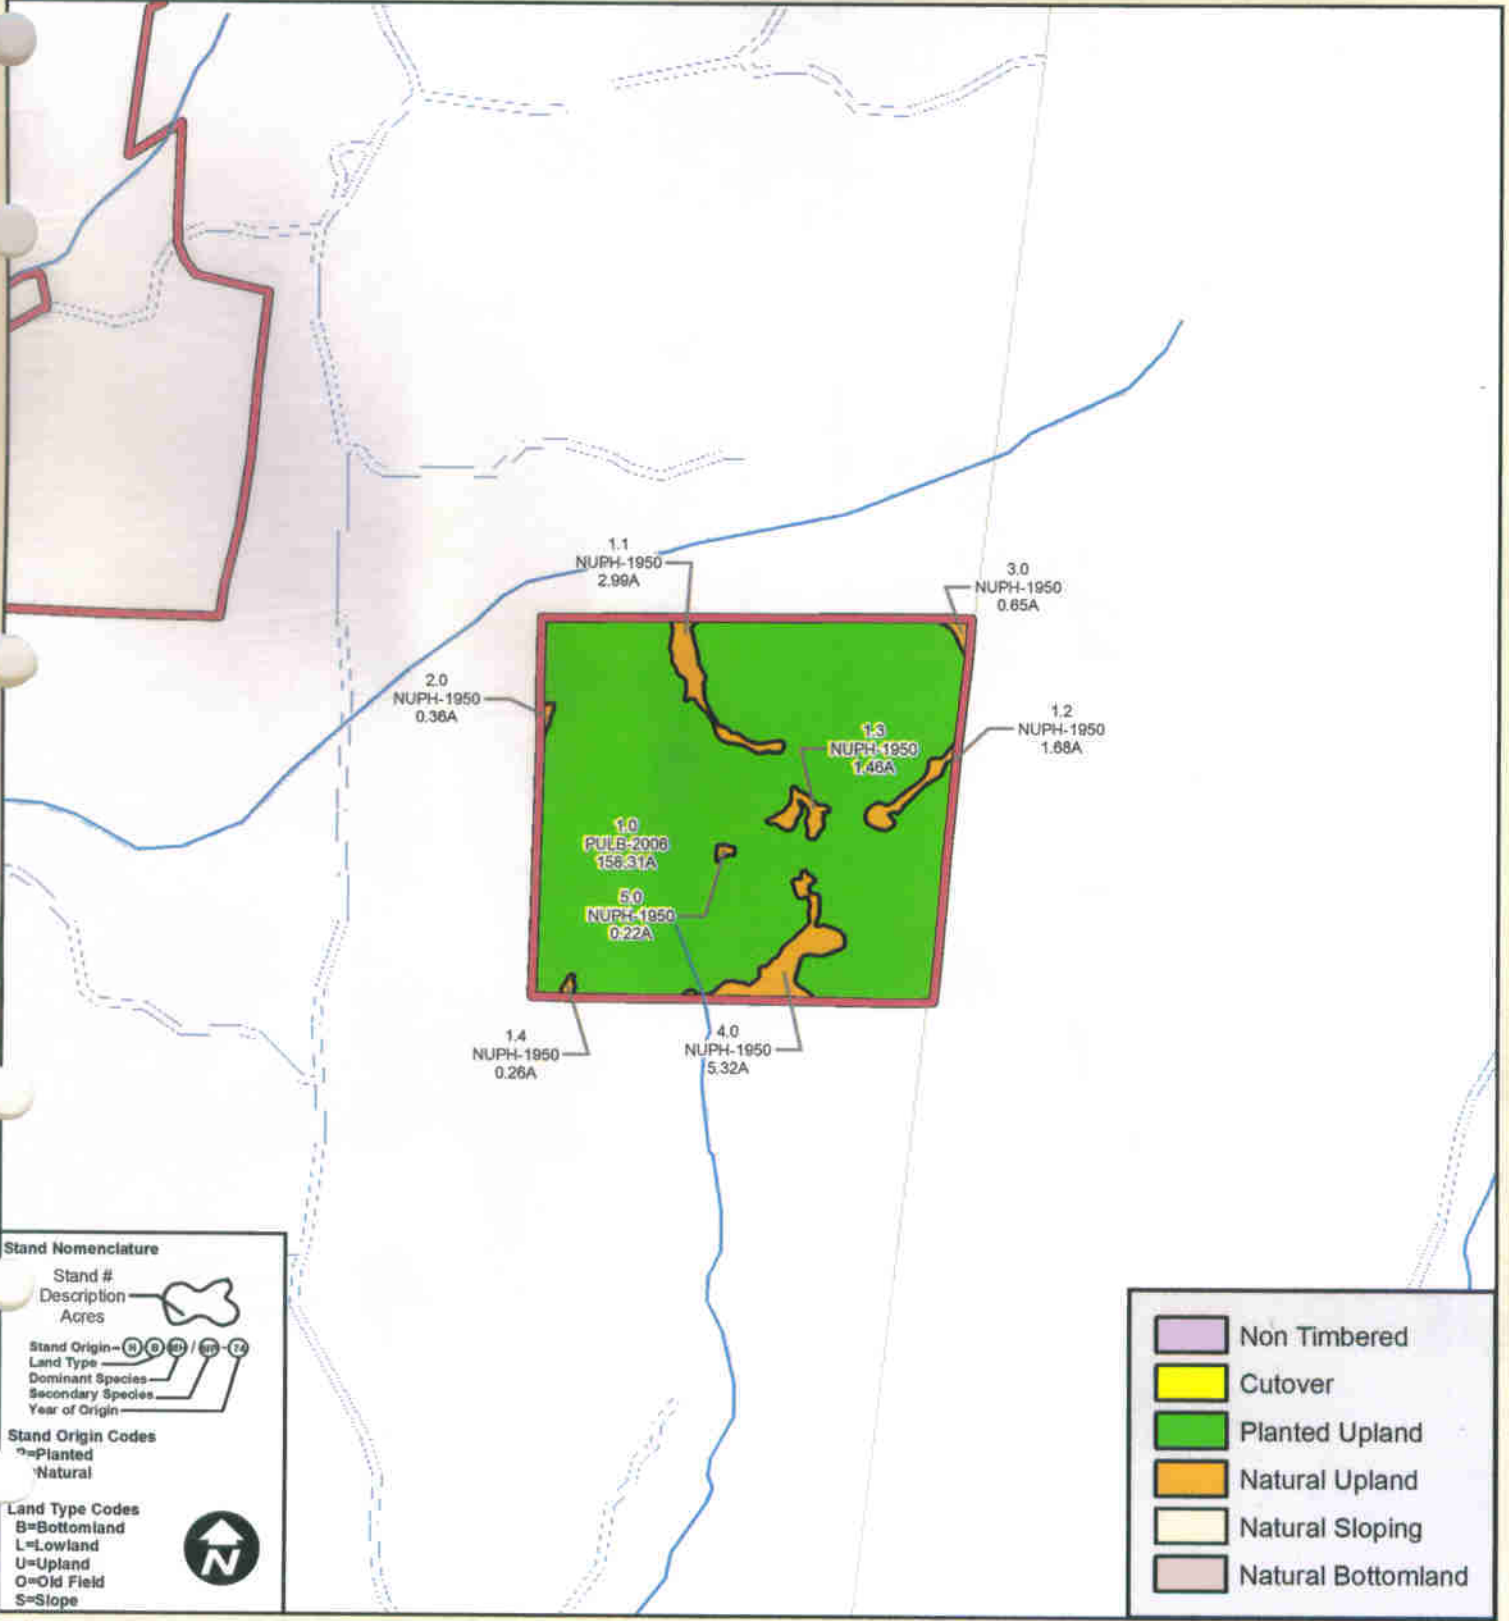 1.1
NUPH-1950
2.99A
3.0
NUPH-1950
0.65A
2.0
NUPH-1950
0.36A
1.3
NUPH-1950
1.46A
1.2
NUPH-1950
1.68A
1.0
PULB-2006
158.31A
5.0
NUPH-1950
0.22A
1.4
NUPH-1950
0.26A
4.0
NUPH-1950
5.32A
Stand Nomenclature
Stand #
Description
Acres
Stand Origin
Land Type
Dominant Species
Secondary Species
Year of Origin
Stand Origin Codes
=Planted
Natural
Land Type Codes
B=Bottomland
L=Lowland
U=Upland
O=Old Field
S=Slope
N
Non Timbered
Cutover
Planted Upland
Natural Upland
Natural Sloping
Natural Bottomland